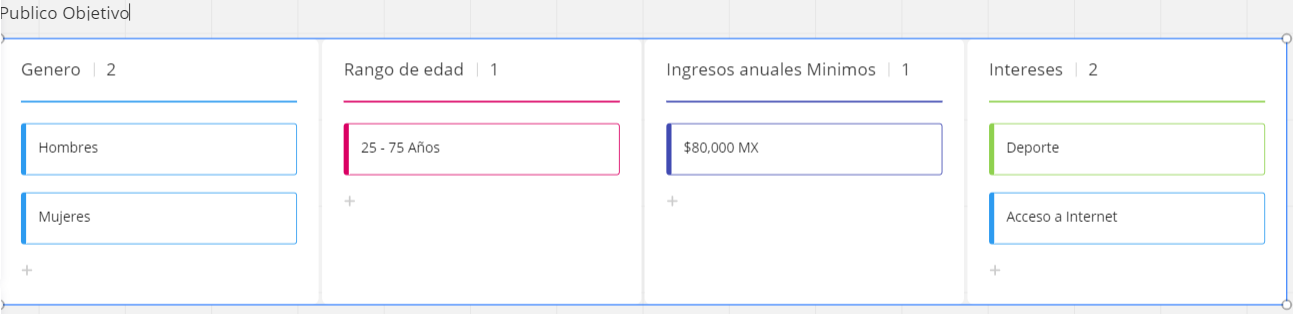 Publico Objetivo
Genero | 2
Hombres
Mujeres
+
Rango de edad | 1
25 - 75 Años
+
Ingresos anuales Minimos | 1
$80,000 MX
+
Intereses | 2
Deporte
Acceso a Internet
+